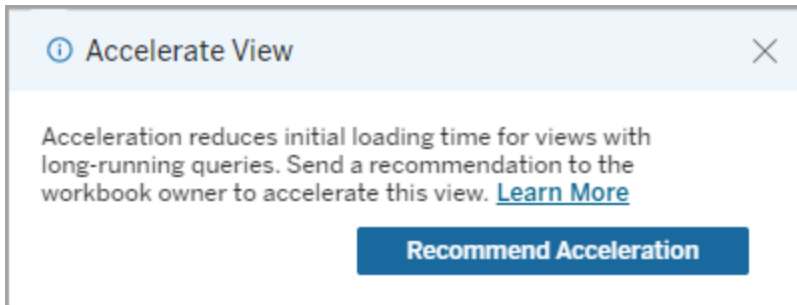 Accelerate View
Acceleration reduces initial loading time for views with
long-running queries. Send a recommendation to the
workbook owner to accelerate this view. Learn More
Recommend Acceleration